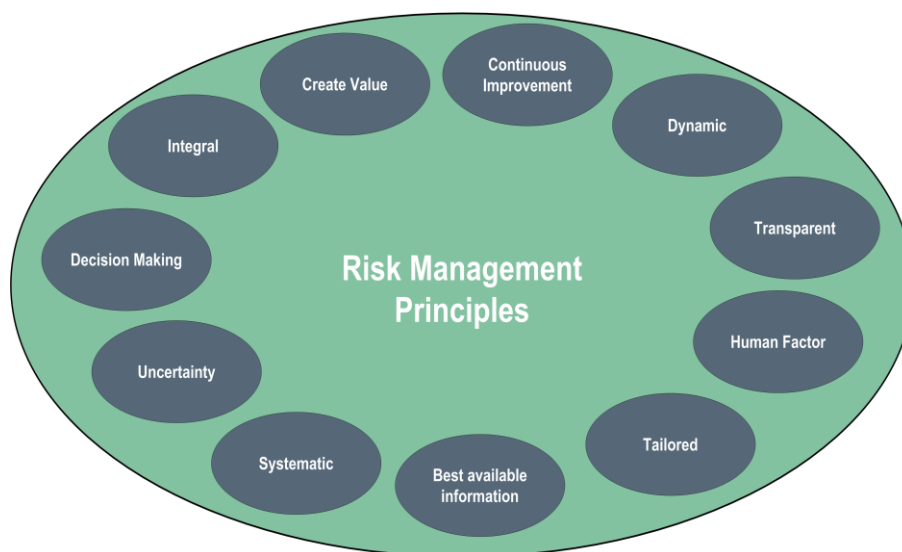 Continuous
Improvement
Create Value
Dynamic
Integral
Transparent
Decision Making
Risk Management
Principles
Human Factor
Uncertainty
Tailored
Systematic
Best available
information